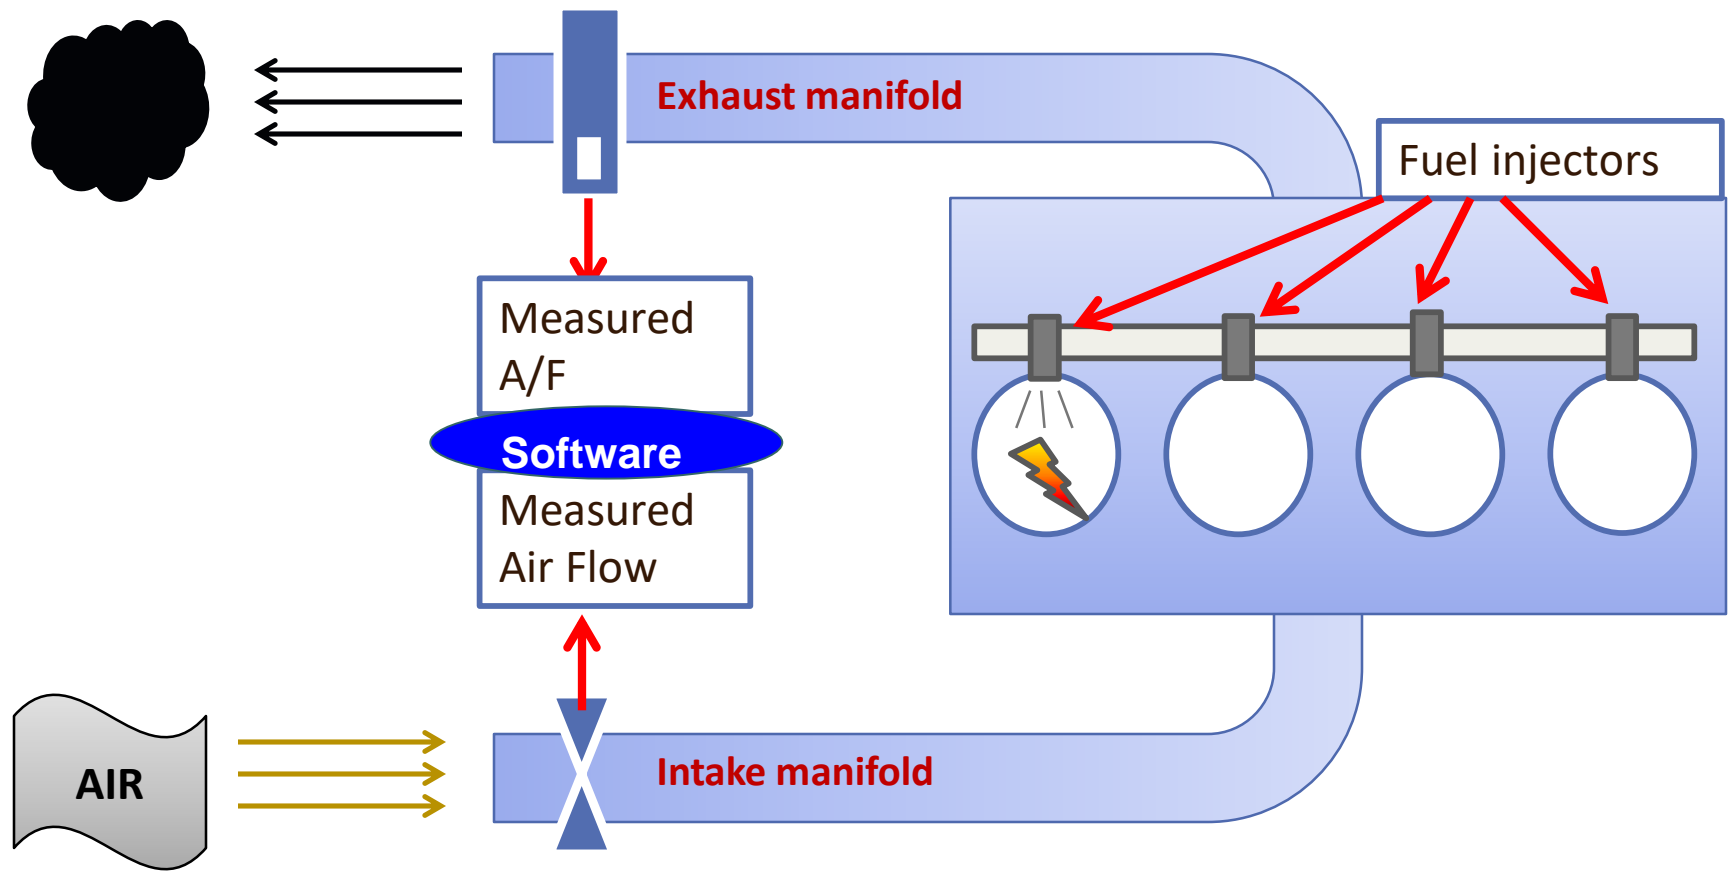 Exhaust manifold
Fuel injectors
Measured
A/F
Software
Measured
Air Flow
AIR
Intake manifold